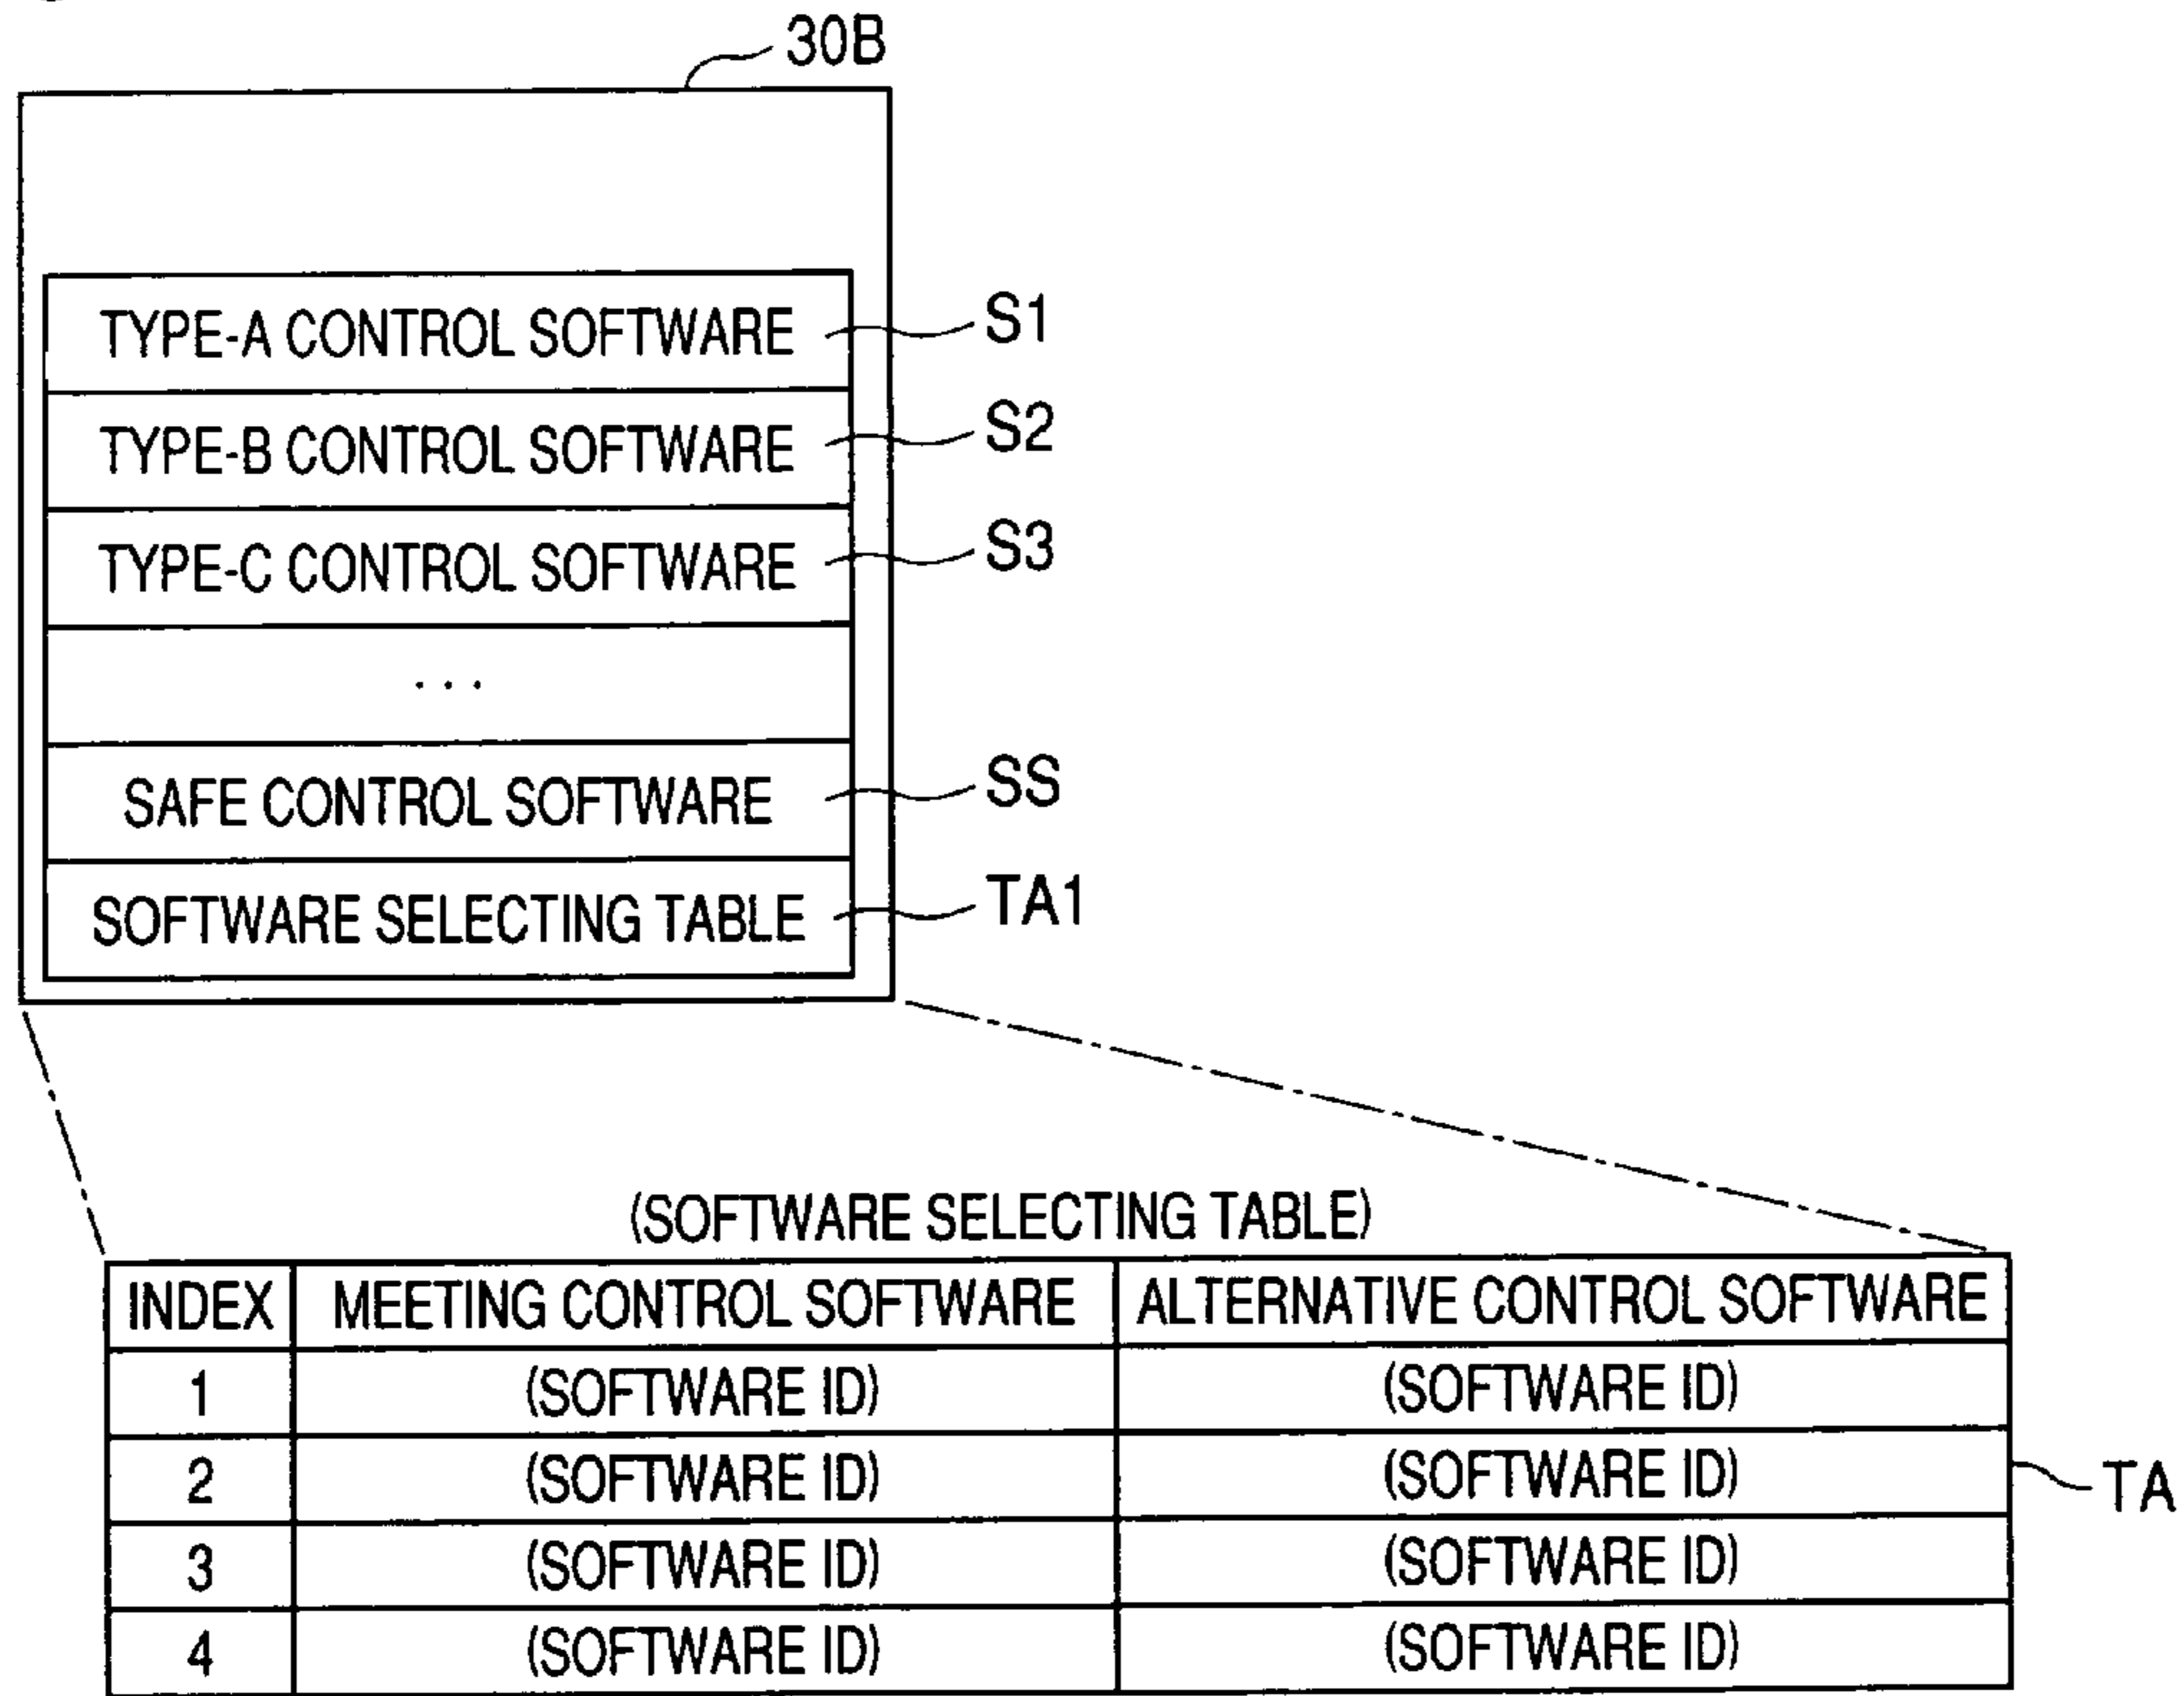 30B
TYPE-A CONTROL SOFTWARE S1
TYPE-B CONTROL SOFTWARE S2
TYPE-C CONTROL SOFTWARE S3
...
SAFE CONTROL SOFTWARE SS
SOFTWARE SELECTING TABLE TA1
(SOFTWARE SELECTING TABLE)
INDEX MEETING CONTROL SOFTWARE ALTERNATIVE CONTROL SOFTWARE
1 (SOFTWARE ID) (SOFTWARE ID)
2 (SOFTWARE ID) (SOFTWARE ID) TA
3 (SOFTWARE ID) (SOFTWARE ID)
4 (SOFTWARE ID) (SOFTWARE ID)